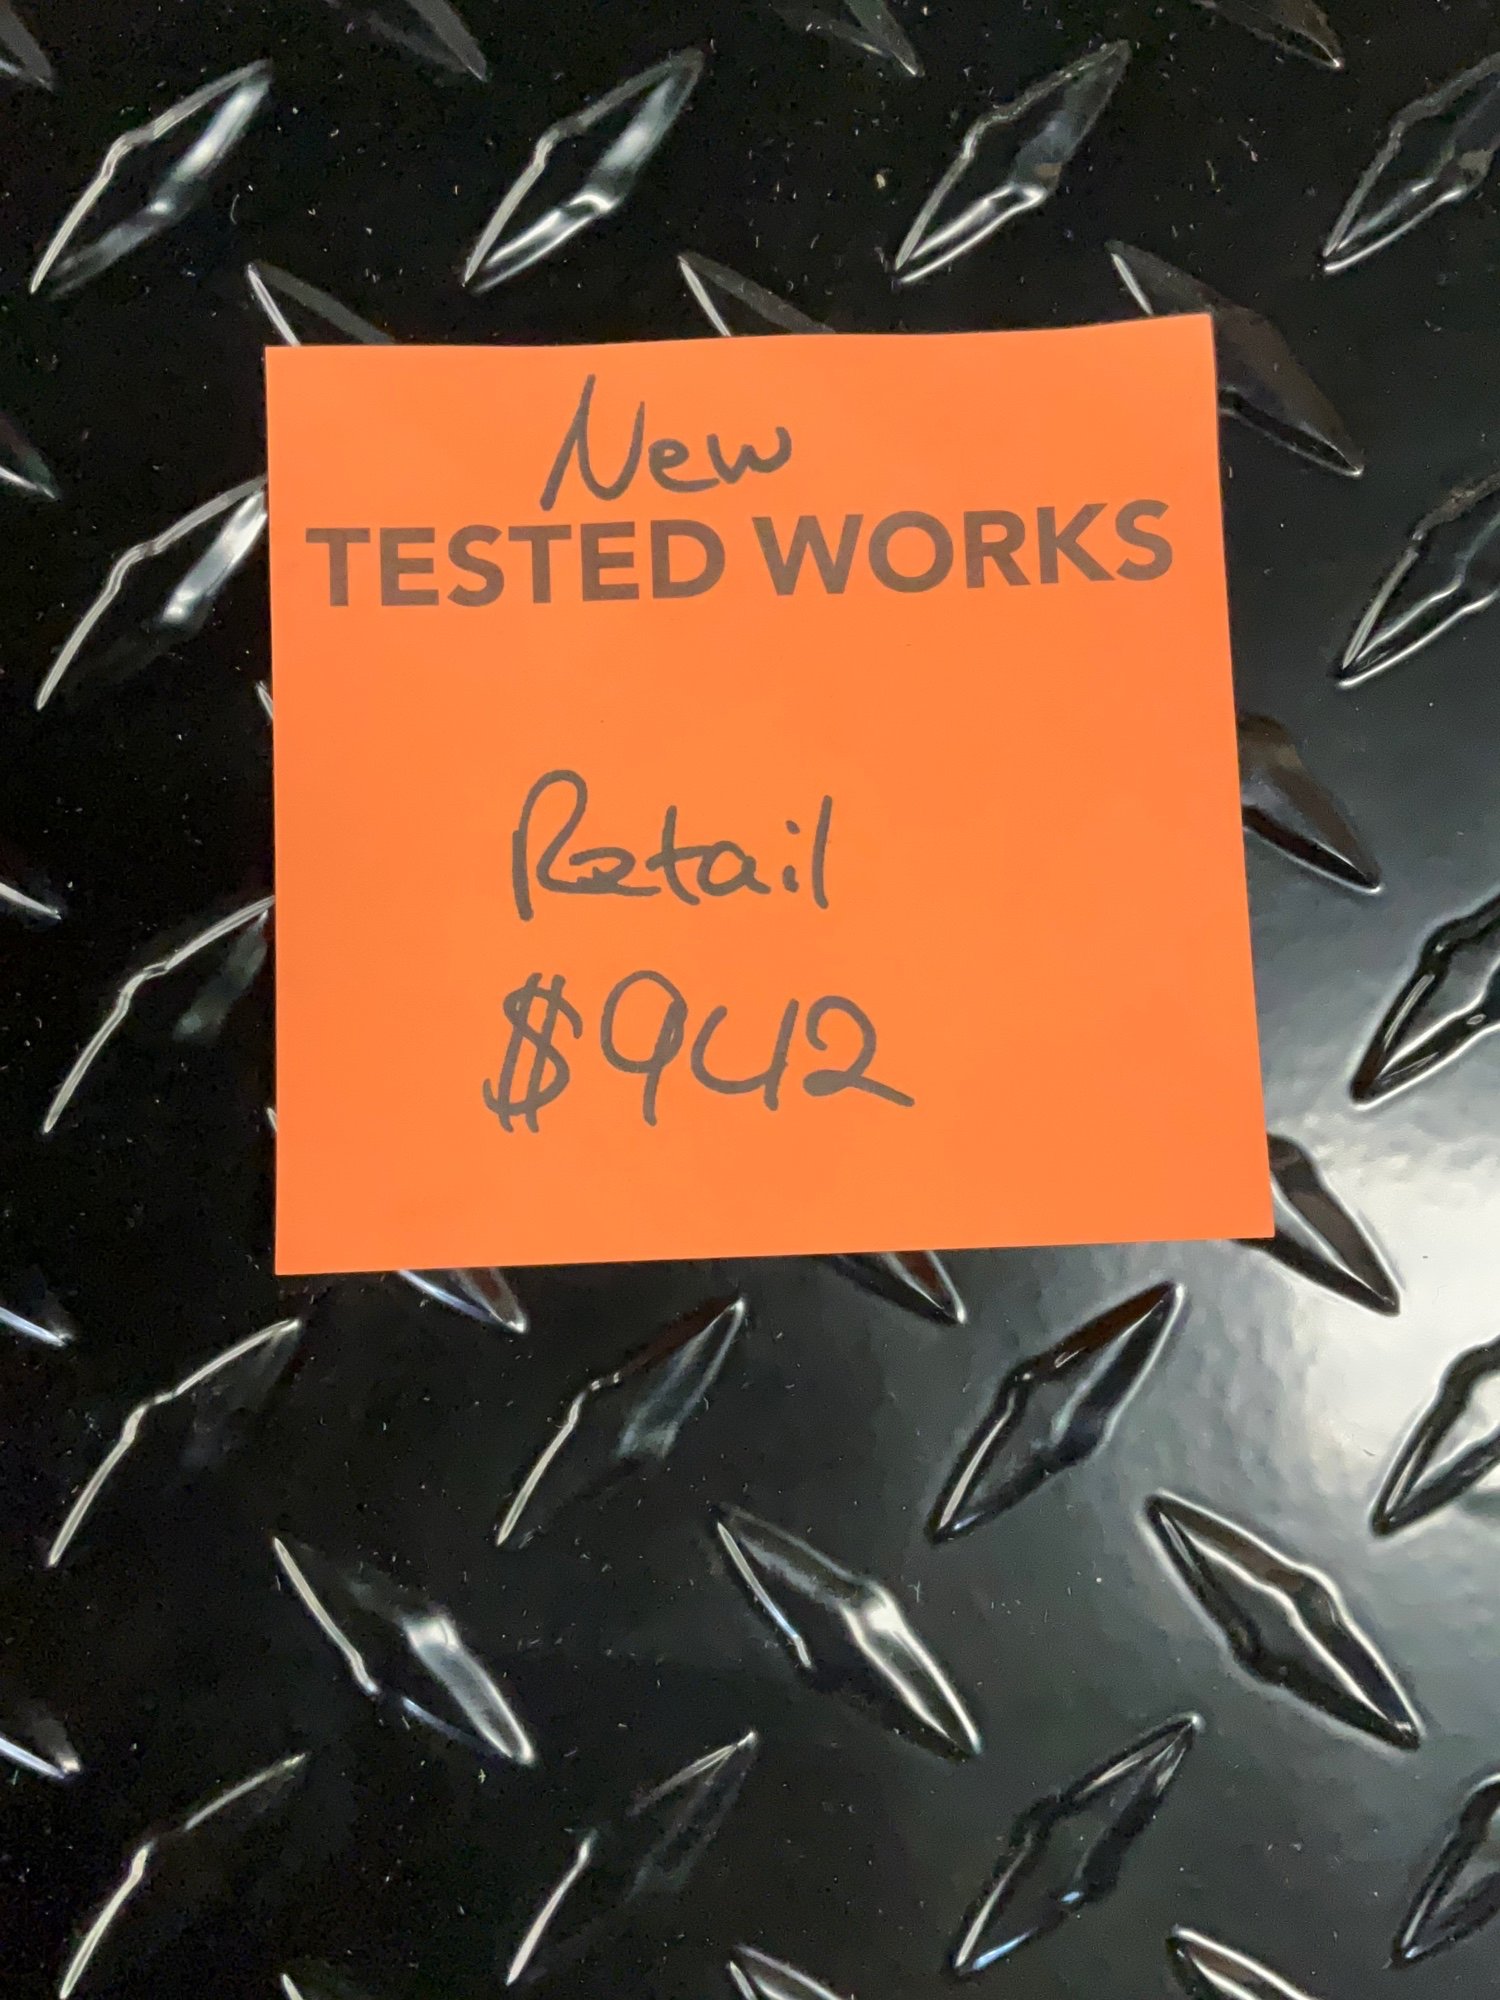 New
TESTED WORKS
Retail
$942